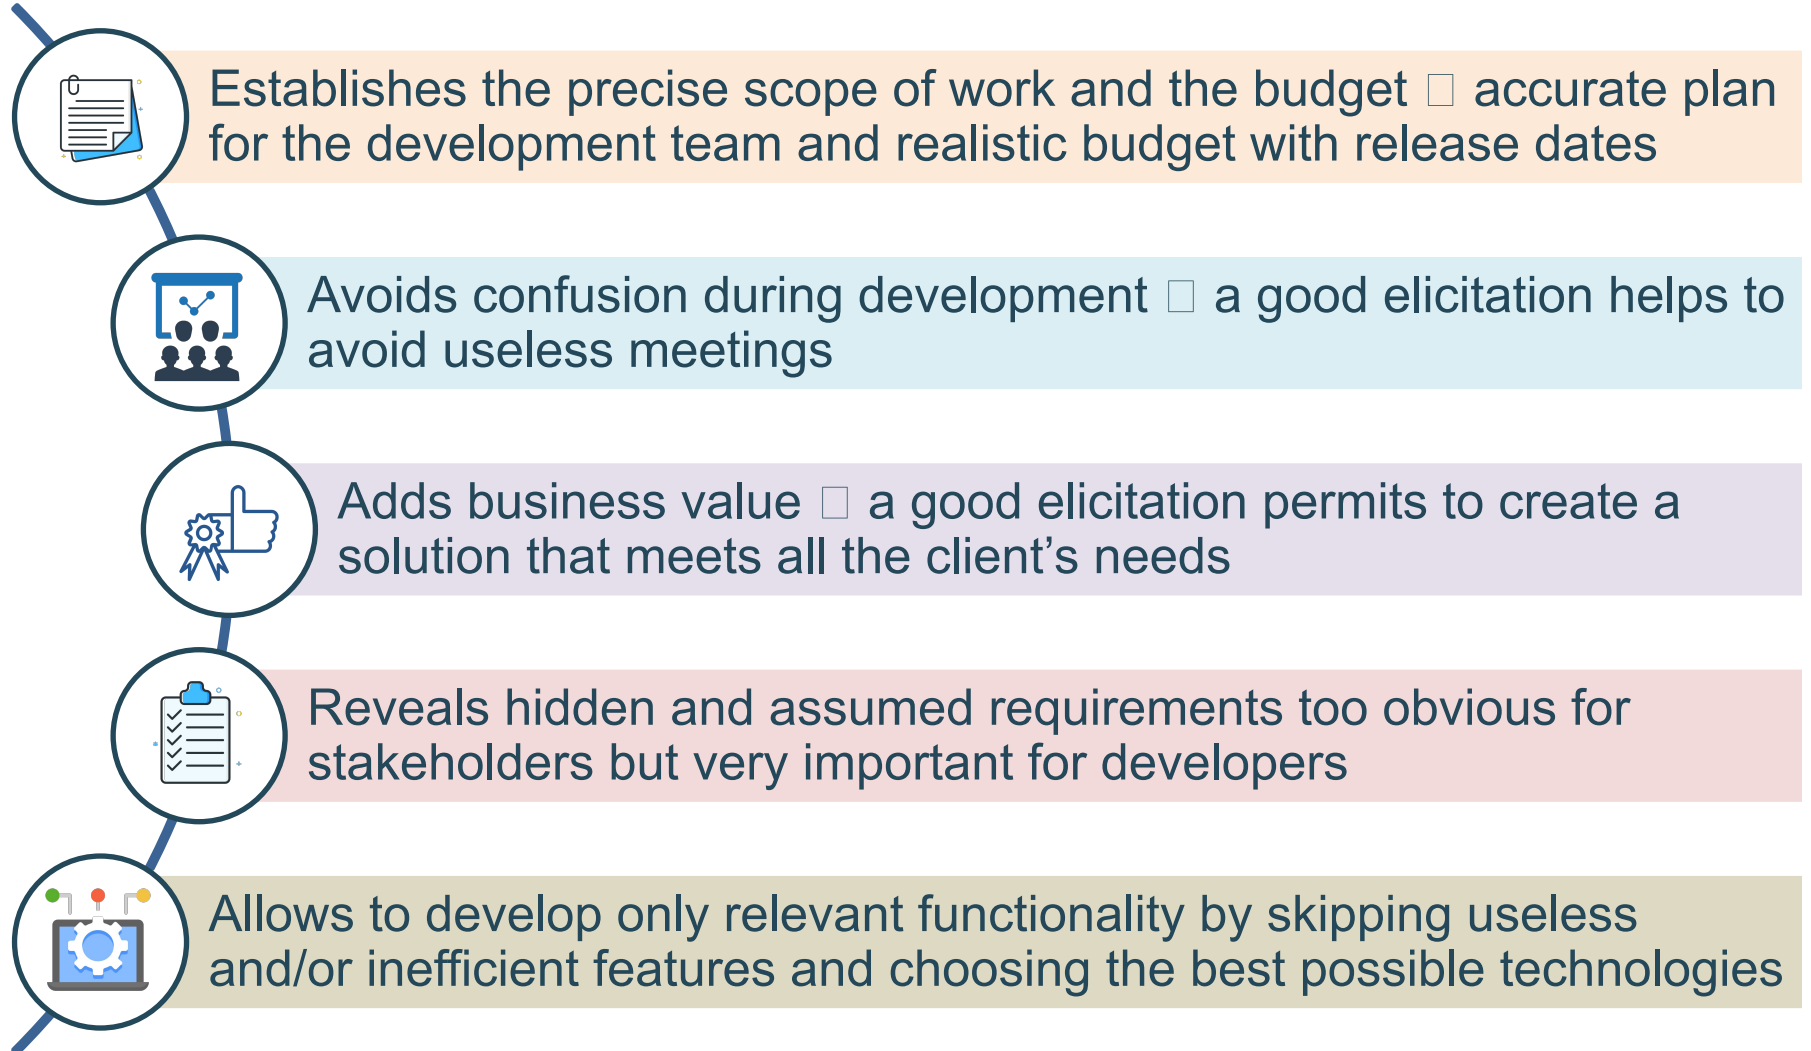 Establishes the precise scope of work and the budget □ accurate plan
for the development team and realistic budget with release dates
Avoids confusion during development □ a good elicitation helps to
avoid useless meetings
Adds business value □ a good elicitation permits to create a
solution that meets all the client’s needs
Reveals hidden and assumed requirements too obvious for
stakeholders but very important for developers
Allows to develop only relevant functionality by skipping useless
and/or inefficient features and choosing the best possible technologies